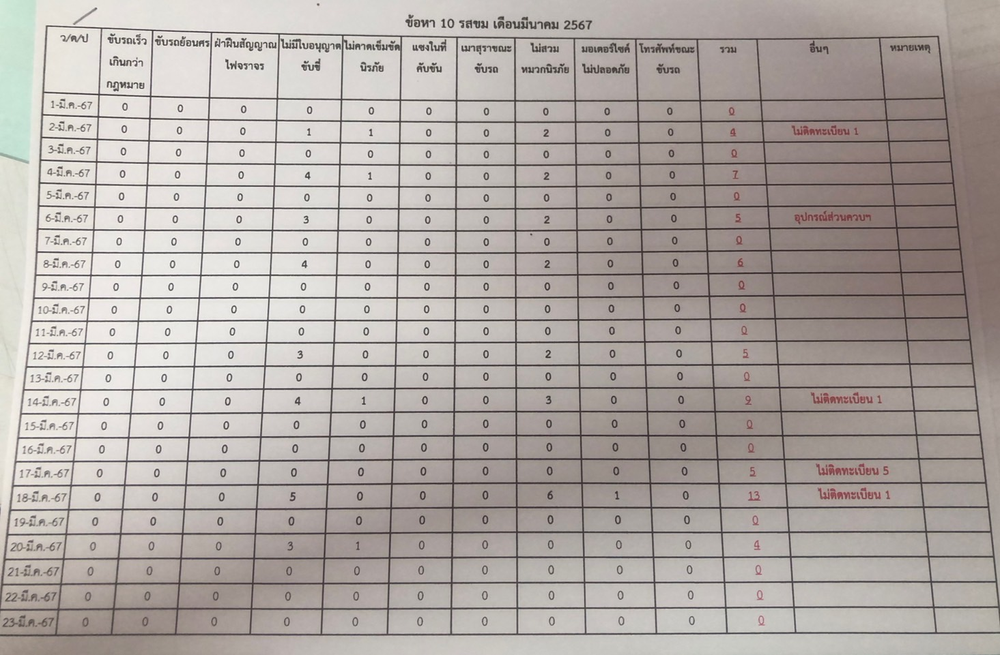 ข้อหา 10 รสขม เดือนมีนาคม 2567
ว/ด/ป ขับรถเร็วเกินกว่ากฎหมาย ขับรถย้อนศร ฝ่าฝืนสัญญาณไฟจราจร ไม่มีใบอนุญาตขับขี่ ไม่คาดเข็มขัดนิรภัย แซงในที่คับขัน เมาสุราขณะขับรถ ไม่สวมหมวกนิรภัย มอเตอร์ไซค์ไม่ปลอดภัย โทรศัพท์ขณะขับรถ รวม อื่นๆ หมายเหตุ
1-มี.ค.-67 0 0 0 0 0 0 0 0 0 0 0
2-มี.ค.-67 0 0 0 1 1 0 0 2 0 0 4 ไม่ติดทะเบียน 1
3-มี.ค.-67 0 0 0 0 0 0 0 0 0 0 0
4-มี.ค.-67 0 0 0 4 1 0 0 2 0 0 7
5-มี.ค.-67 0 0 0 0 0 0 0 0 0 0 0
6-มี.ค.-67 0 0 0 3 0 0 0 2 0 0 5 อุปกรณ์ส่วนควบฯ
7-มี.ค.-67 0 0 0 0 0 0 0 0 0 0 0
8-มี.ค.-67 0 0 0 4 0 0 0 2 0 0 6
9-มี.ค.-67 0 0 0 0 0 0 0 0 0 0 0
10-มี.ค.-67 0 0 0 0 0 0 0 0 0 0 0
11-มี.ค.-67 0 0 0 0 0 0 0 0 0 0 0
12-มี.ค.-67 0 0 0 3 0 0 0 2 0 0 5
13-มี.ค.-67 0 0 0 0 0 0 0 0 0 0 0
14-มี.ค.-67 0 0 0 4 1 0 0 3 0 0 9 ไม่ติดทะเบียน 1
15-มี.ค.-67 0 0 0 0 0 0 0 0 0 0 0
16-มี.ค.-67 0 0 0 0 0 0 0 0 0 0 0
17-มี.ค.-67 0 0 0 0 0 0 0 0 0 0 5 ไม่ติดทะเบียน 5
18-มี.ค.-67 0 0 0 5 0 0 0 6 1 0 13 ไม่ติดทะเบียน 1
19-มี.ค.-67 0 0 0 0 0 0 0 0 0 0 0
20-มี.ค.-67 0 0 0 3 1 0 0 0 0 0 4
21-มี.ค.-67 0 0 0 0 0 0 0 0 0 0 0
22-มี.ค.-67 0 0 0 0 0 0 0 0 0 0 0
23-มี.ค.-67 0 0 0 0 0 0 0 0 0 0 0